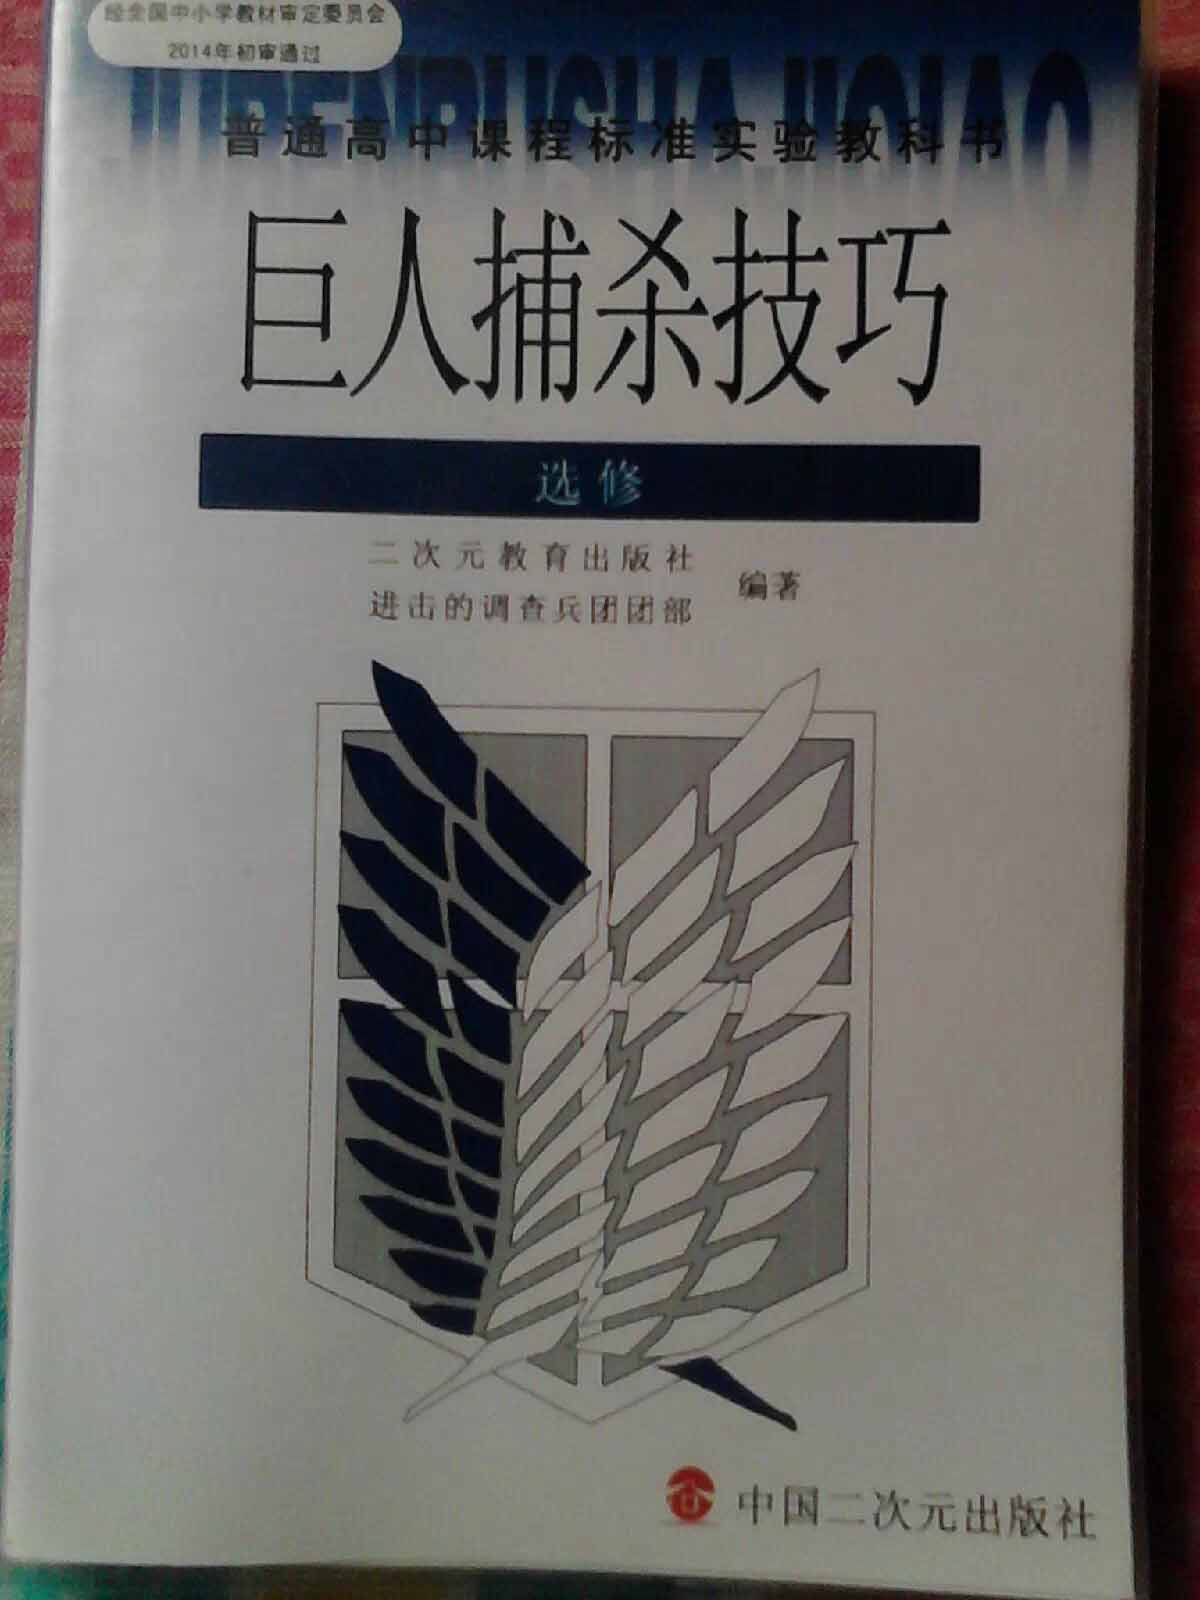 经全国中小学教材审定委员会
2014年初审通过
JURENBUSHAJIQIAO
普通高中课程标准实验教科书
巨人捕杀技巧
选修
二次元教育出版社
进击的调查兵团团部
编著
中国二次元出版社